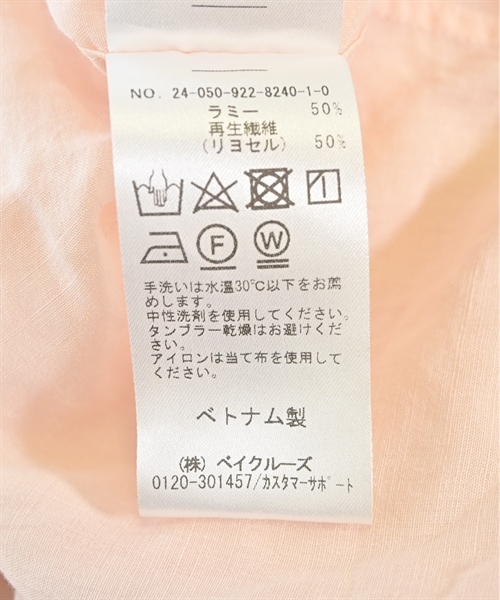 NO. 24-050-922-8240-1-0
ラミー 50%
再生繊維
(リヨセル) 50%
F
W
手洗いは水温30℃以下をお薦
めします。
中性洗剤を使用してください。
タンブラー乾燥はお避けくだ
さい。
アイロンは当て布を使用して
ください。
ベトナム製
(株) ベイクルーズ
0120-301457/ｶｽﾀﾏｰｻﾎﾟｰﾄ